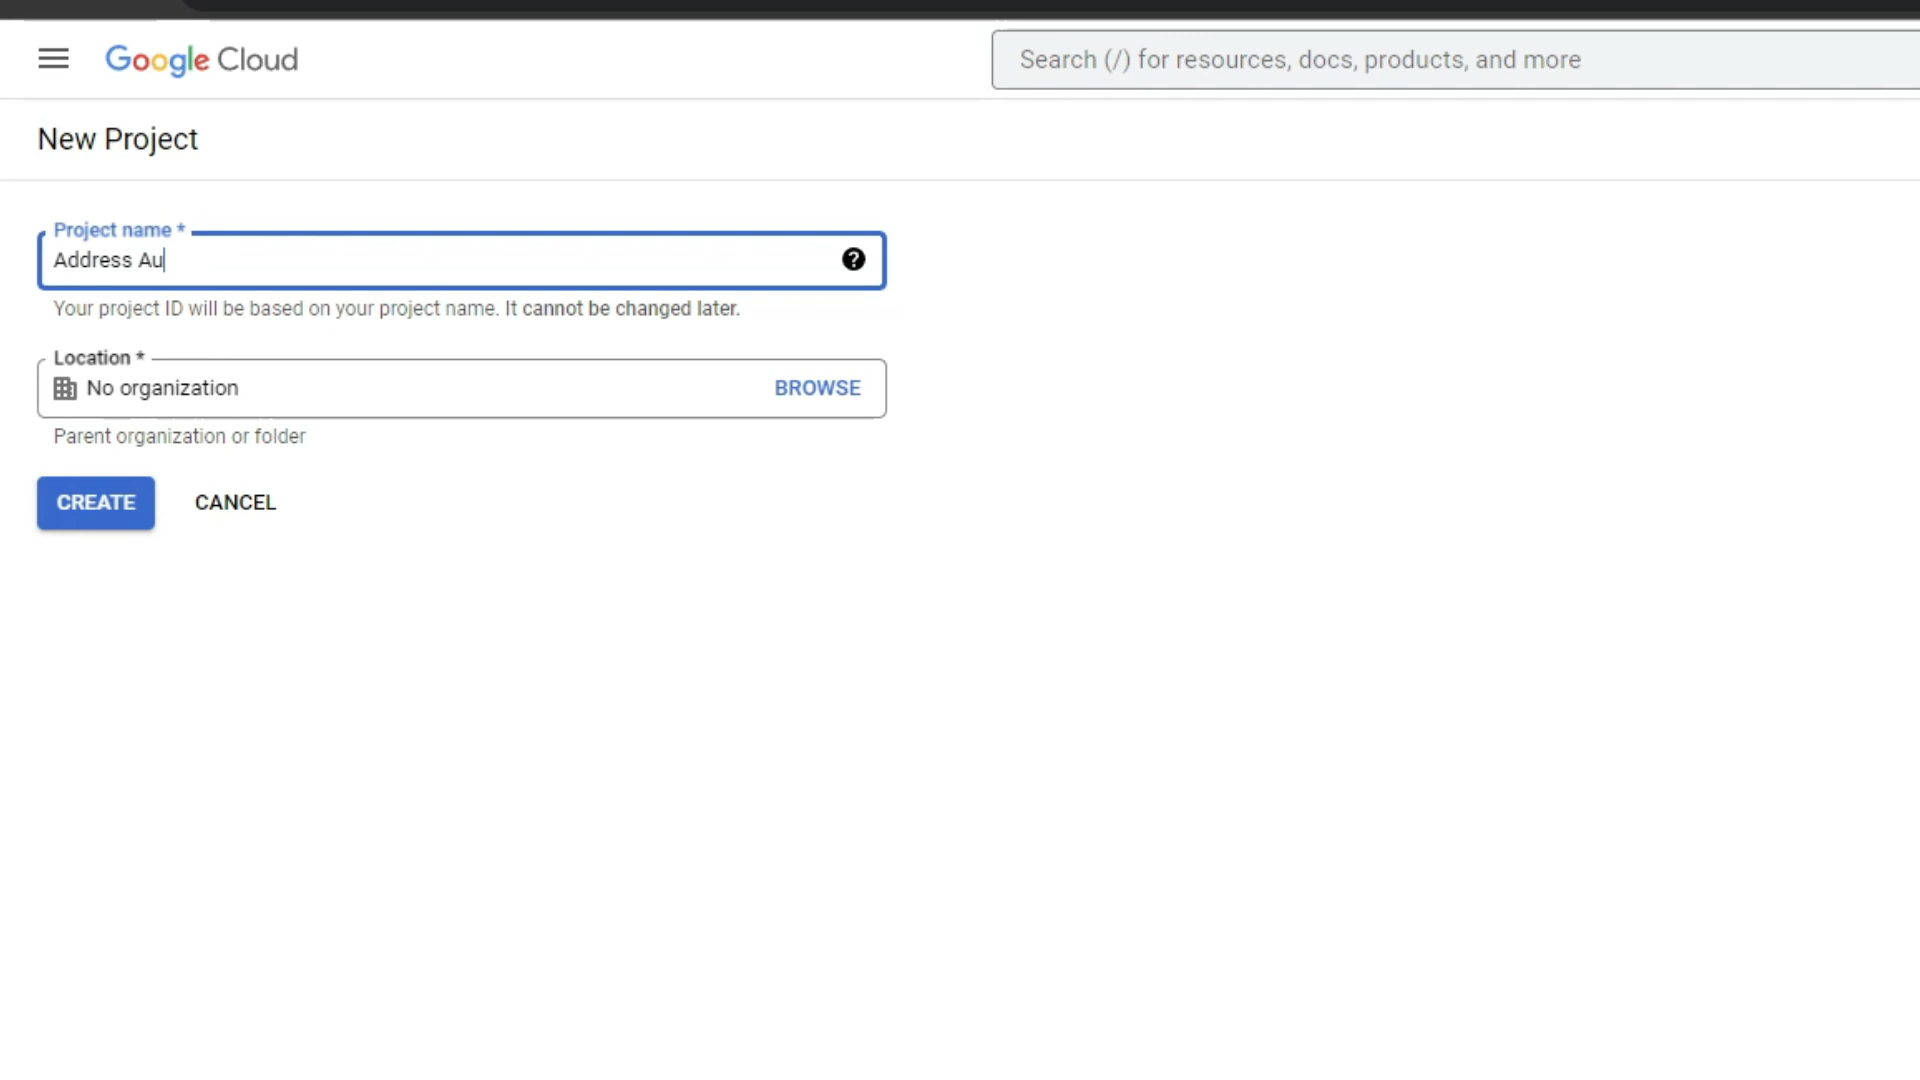 Google Cloud
Search (/) for resources, docs, products, and more
New Project
Project name *
Address Au
Your project ID will be based on your project name. It cannot be changed later.
Location *
No organization
BROWSE
Parent organization or folder
CREATE
CANCEL